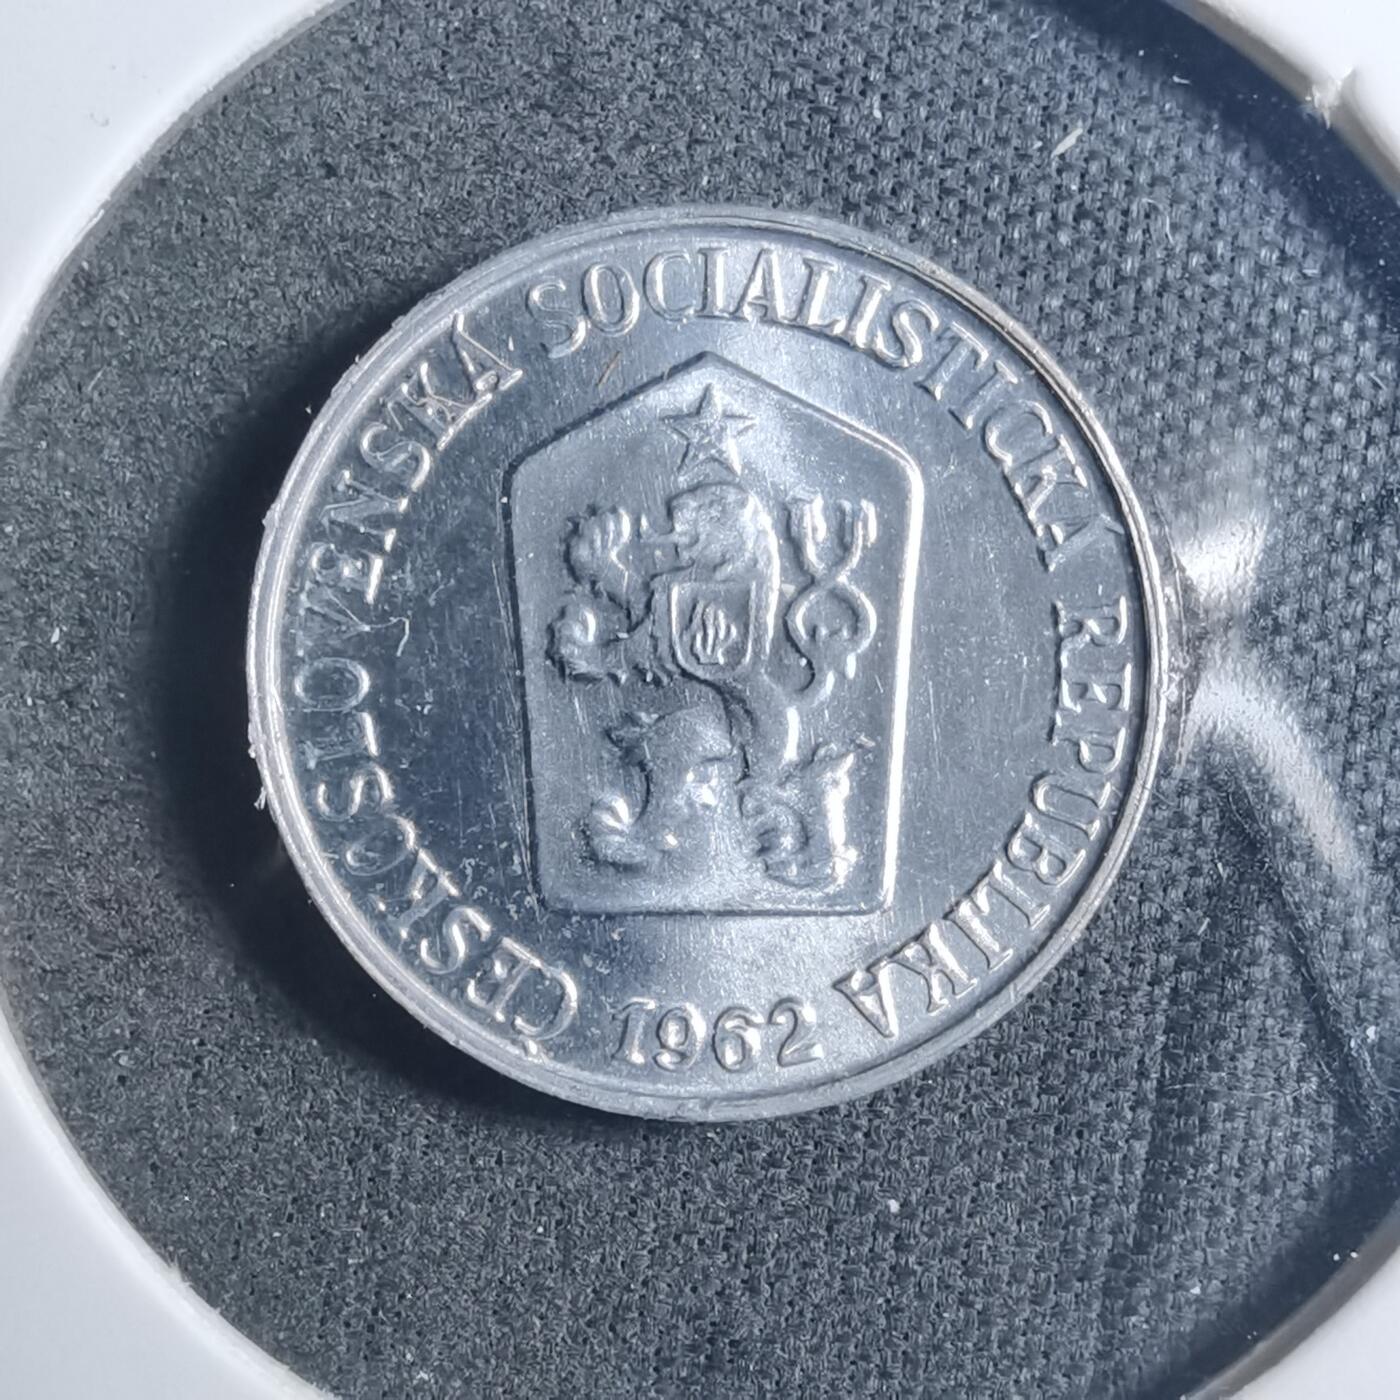 ČESKOSLOVENSKÁ SOCIALISTICKÁ REPUBLIKA
1962